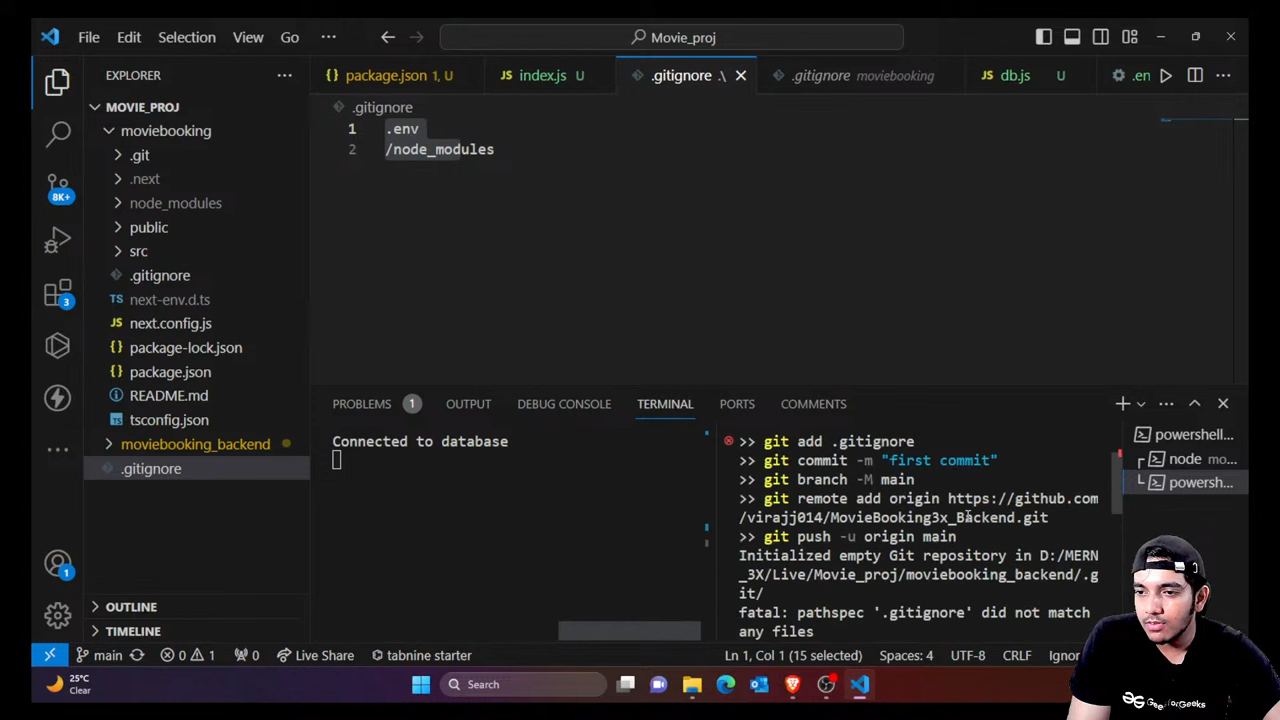 File Edit Selection View Go ··· Movie_proj
EXPLORER
package.json 1, U
index.js U
.gitignore .\
.gitignore moviebooking
db.js U
.en
MOVIE_PROJ
moviebooking
.git
.next
node_modules
public
src
.gitignore
TS next-env.d.ts
JS next.config.js
{} package-lock.json
{} package.json
README.md
TS tsconfig.json
moviebooking_backend
.gitignore
OUTLINE
TIMELINE
8K+
3
1
.gitignore
1 .env
2 /node_modules
PROBLEMS 1 OUTPUT DEBUG CONSOLE TERMINAL PORTS COMMENTS
Connected to database
>> git add .gitignore
>> git commit -m "first commit"
>> git branch -M main
>> git remote add origin https://github.com
/virajj014/MovieBooking3x_Backend.git
>> git push -u origin main
Initialized empty Git repository in D:/MERN
_3X/Live/Movie_proj/moviebooking_backend/.g
it/
fatal: pathspec '.gitignore' did not match
any files
powershell...
node mo...
powersh...
main 0 1 0 Live Share tabnine starter
Ln 1, Col 1 (15 selected) Spaces: 4 UTF-8 CRLF Ignor
25°C
Clear
Search